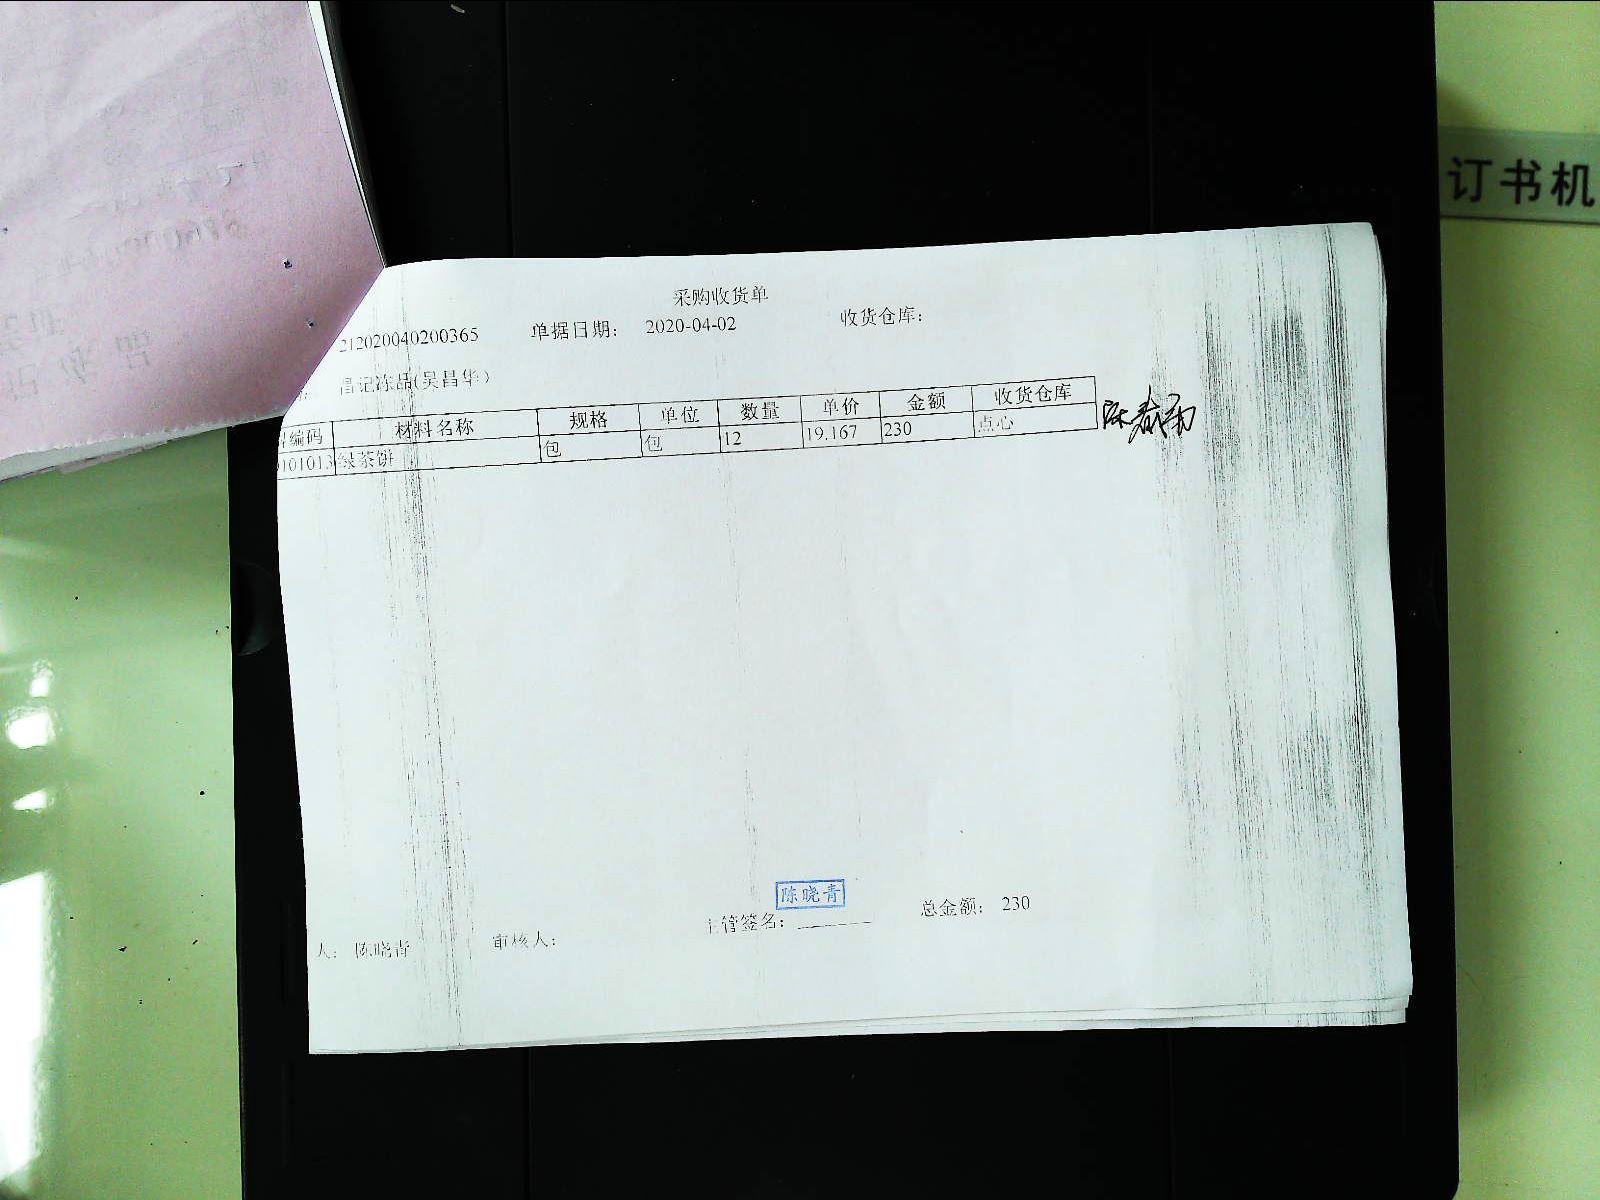 订书机
采购收货单
212020040200365 单据日期： 2020-04-02 收货仓库：
昌记冻品(吴昌华)
编码 材料名称 规格 单位 数量 单价 金额 收货仓库
101013 绿茶饼 包 包 12 19.167 230 点心
陈晓青
人： 陈晓青 审核人： 主管签名： 总金额： 230